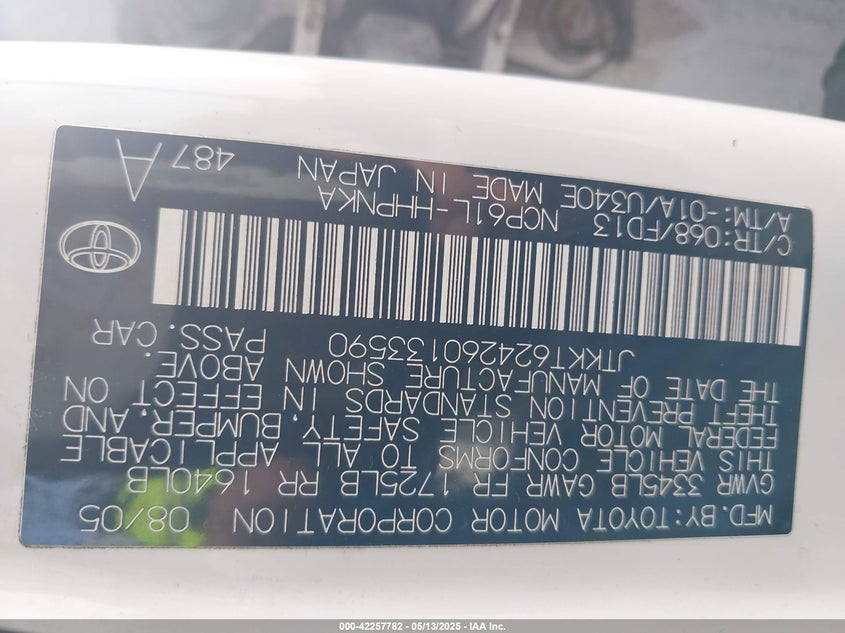 MFD.BY:TOYOTA MOTOR CORPORATION 08/05
GVWR 3345LB GAWR FR 1725LB RR 1640LB
THIS VEHICLE CONFORMS TO ALL APPLICABLE
FEDERAL MOTOR VEHICLE SAFETY, BUMPER, AND
THEFT PREVENTION STANDARDS IN EFFECT ON
THE DATE OF MANUFACTURE SHOWN ABOVE.
JTKKT624260133590 PASS. CAR
C/TR:068/FD13 NCP61L-HHPNKA
A/TM:-01A/U340E MADE IN JAPAN 487 A
000-42257782 - 05/13/2025 - IAA Inc.